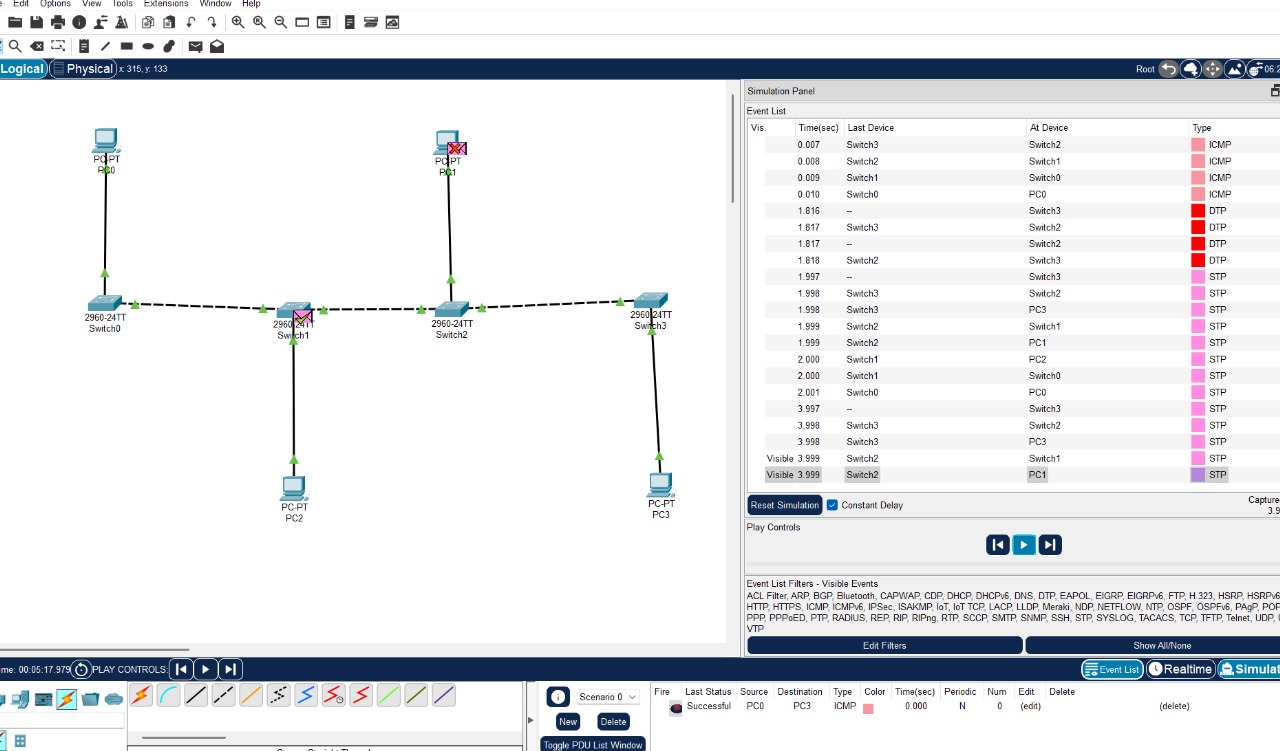 Edit Options View Tools Extensions Window Help
Logical Physical x: 315, y: 133 Root 06:2
PC-PT
PC0
PC-PT
PC1
2960-24TT
Switch0
2960-24TT
Switch1
2960-24TT
Switch2
2960-24TT
Switch3
PC-PT
PC2
PC-PT
PC3
Simulation Panel
Event List
Vis. Time(sec) Last Device At Device Type
0.007 Switch3 Switch2 ICMP
0.008 Switch2 Switch1 ICMP
0.009 Switch1 Switch0 ICMP
0.010 Switch0 PC0 ICMP
1.816 -- Switch3 DTP
1.817 Switch3 Switch2 DTP
1.817 -- Switch2 DTP
1.818 Switch2 Switch3 DTP
1.997 -- Switch3 STP
1.998 Switch3 Switch2 STP
1.998 Switch3 PC3 STP
1.999 Switch2 Switch1 STP
1.999 Switch2 PC1 STP
2.000 Switch1 PC2 STP
2.000 Switch1 Switch0 STP
2.001 Switch0 PC0 STP
3.997 -- Switch3 STP
3.998 Switch3 Switch2 STP
3.998 Switch3 PC3 STP
Visible 3.999 Switch2 Switch1 STP
Visible 3.999 Switch2 PC1 STP
Reset Simulation Constant Delay Capture
3.9
Play Controls
Event List Filters - Visible Events
ACL Filter, ARP, BGP, Bluetooth, CAPWAP, CDP, DHCP, DHCPv6, DNS, DTP, EAPOL, EIGRP, EIGRPv6, FTP, H.323, HSRP, HSRPv6
HTTP, HTTPS, ICMP, ICMPv6, IPSec, ISAKMP, IoT, IoT TCP, LACP, LLDP, Meraki, NDP, NETFLOW, NTP, OSPF, OSPFv6, PAgP, POP
PPP, PPPoED, PTP, RADIUS, REP, RIP, RIPng, RTP, SCCP, SMTP, SNMP, SSH, STP, SYSLOG, TACACS, TCP, TFTP, Telnet, UDP, U
VTP
Edit Filters Show All/None
me: 00:05:17.979 PLAY CONTROLS: Event List Realtime Simulat
Scenario 0
New Delete
Toggle PDU List Window
Fire Last Status Source Destination Type Color Time(sec) Periodic Num Edit Delete
Successful PC0 PC3 ICMP 0.000 N 0 (edit) (delete)